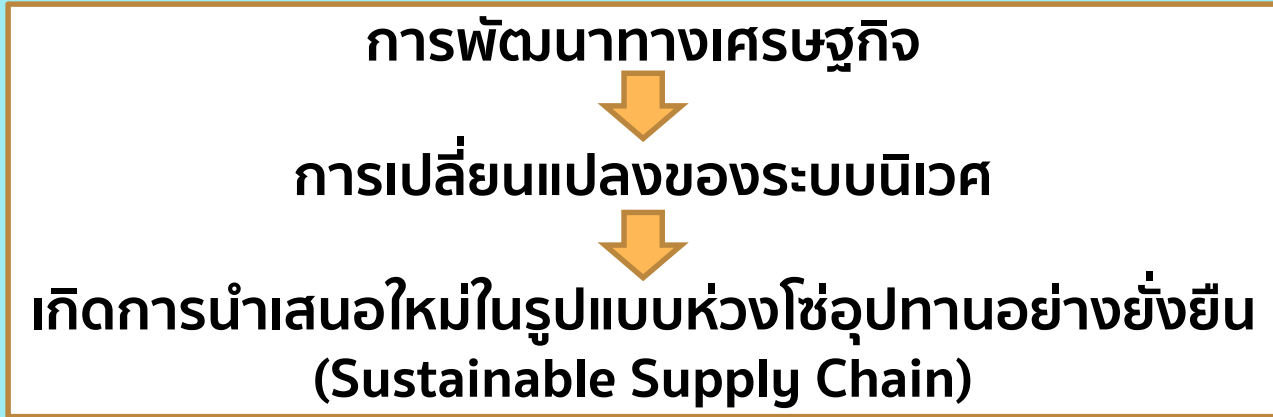 การพัฒนาทางเศรษฐกิจ
การเปลี่ยนแปลงของระบบนิเวศ
เกิดการนำเสนอใหม่ในรูปแบบห่วงโซ่อุปทานอย่างยั่งยืน
(Sustainable Supply Chain)